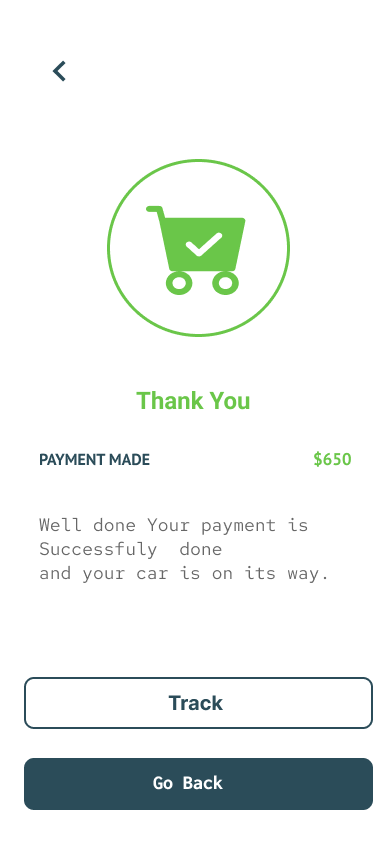 Thank You
PAYMENT MADE $650
Well done Your payment is
Successfuly done
and your car is on its way.
Track
Go Back